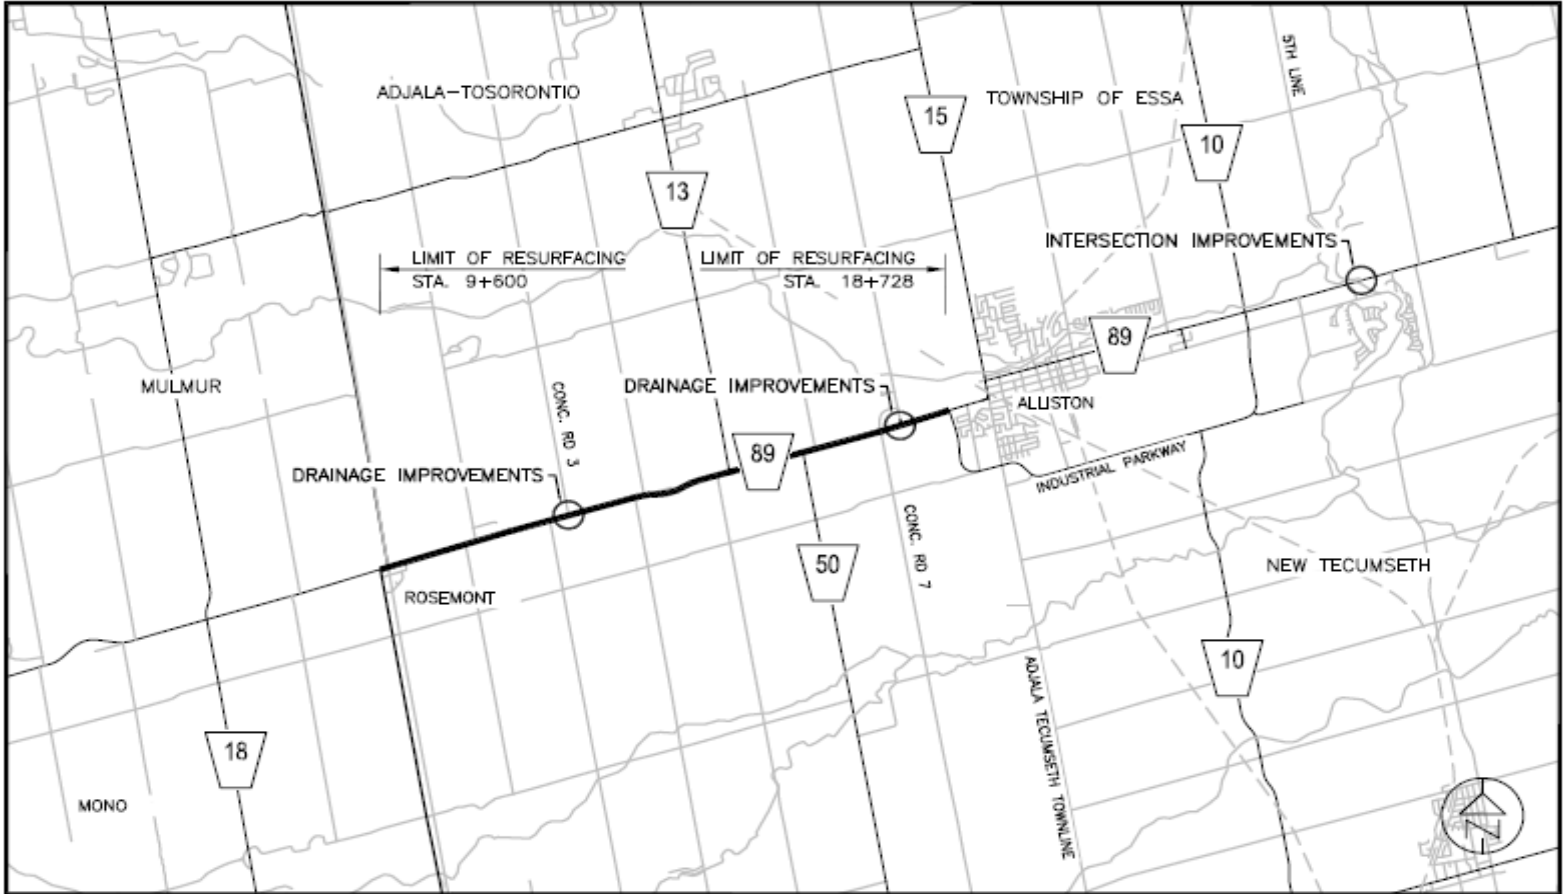 5TH LINE
ADJALA-TOSORONTIO
TOWNSHIP OF ESSA
15
10
13
INTERSECTION IMPROVEMENTS
LIMIT OF RESURFACING
STA. 9+600
LIMIT OF RESURFACING
STA. 18+728
89
MULMUR
CONC. RD 3
DRAINAGE IMPROVEMENTS
ALLISTON
89
DRAINAGE IMPROVEMENTS
INDUSTRIAL PARKWAY
CONC. RD 7
50
NEW TECUMSETH
ROSEMONT
10
ADJALA TECUMSETH TOWNLINE
18
MONO
N